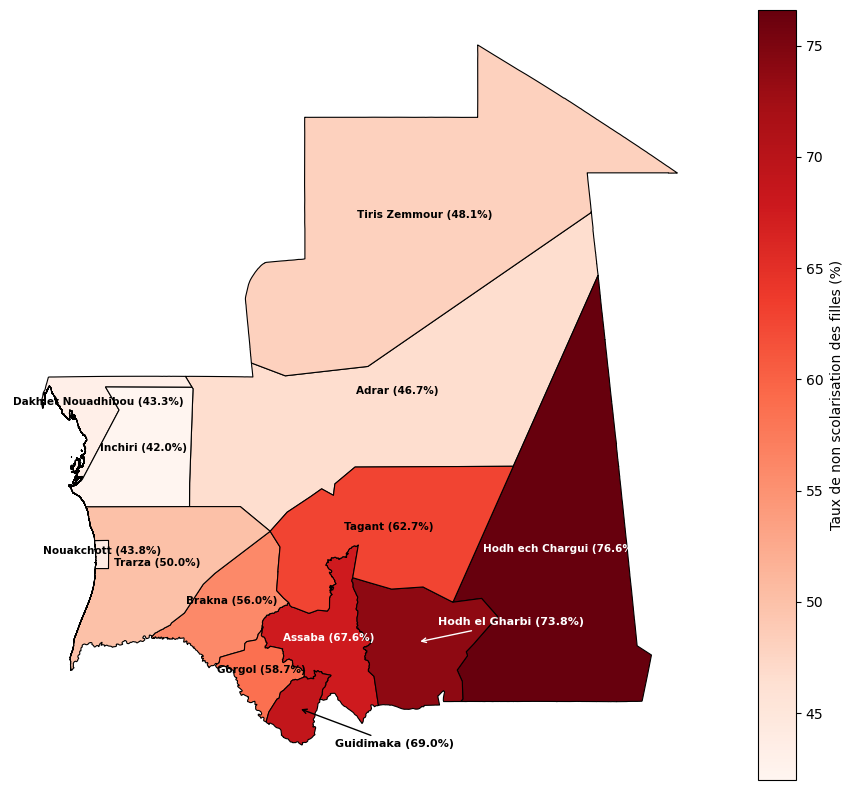 75
70
65
60
55
50
45
Taux de non scolarisation des filles (%)
Tiris Zemmour (48.1%)
Adrar (46.7%)
Dakhlet Nouadhibou (43.3%)
Inchiri (42.0%)
Tagant (62.7%)
Hodh ech Chargui (76.6%
Nouakchott (43.8%)
Trarza (50.0%)
Brakna (56.0%)
Hodh el Gharbi (73.8%)
Assaba (67.6%)
Gorgol (58.7%)
Guidimaka (69.0%)